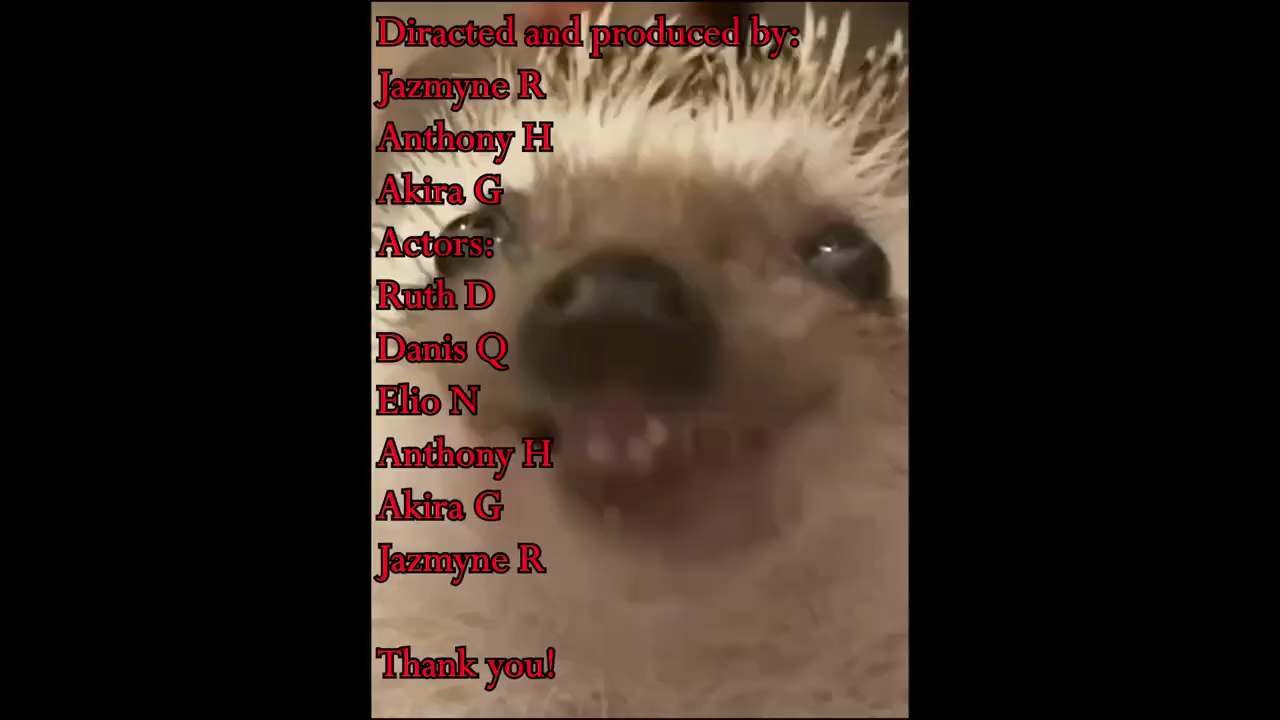 Diracted and produced by:
Jazmyne R
Anthony H
Akira G
Actors:
Ruth D
Danis Q
Elio N
Anthony H
Akira G
Jazmyne R
Thank you!